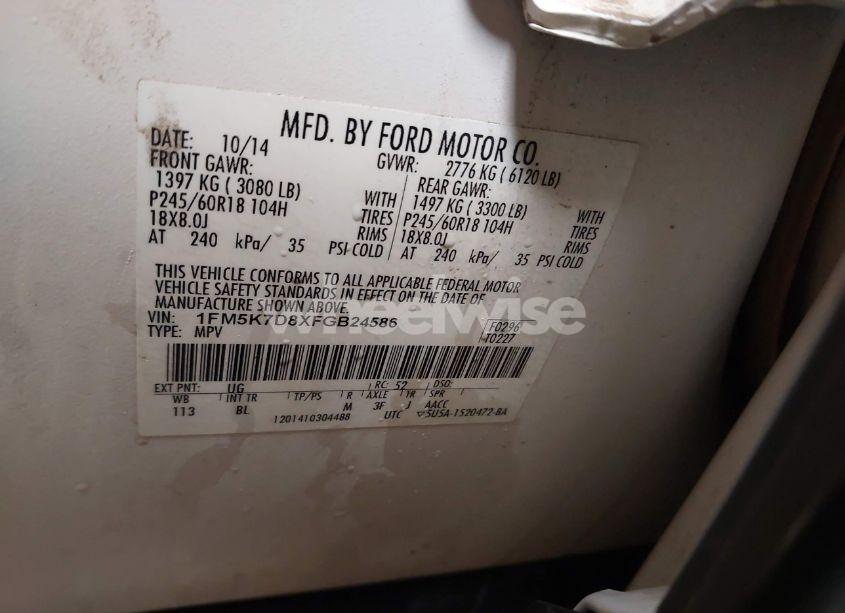 MFD. BY FORD MOTOR CO.
DATE: 10/14 GVWR: 2776 KG ( 6120 LB)
FRONT GAWR: REAR GAWR:
1397 KG ( 3080 LB) WITH 1497 KG ( 3300 LB) WITH
P245/60R18 104H TIRES P245/60R18 104H TIRES
18X8.0J RIMS 18X8.0J RIMS
AT 240 kPa/ 35 PSI COLD AT 240 kPa/ 35 PSI COLD
THIS VEHICLE CONFORMS TO ALL APPLICABLE FEDERAL MOTOR
VEHICLE SAFETY STANDARDS IN EFFECT ON THE DATE OF
MANUFACTURE SHOWN ABOVE.
VIN: 1FM5K7D8XFGB24586 F0296
TYPE: MPV T0227
wheelwise
EXT PNT: UG RC: 52 DSO:
WB INT TR TP/PS R AXLE TR SPR
113 BL M 3F J AACC
1201410304488 UTC 5U5A-1520472-BA